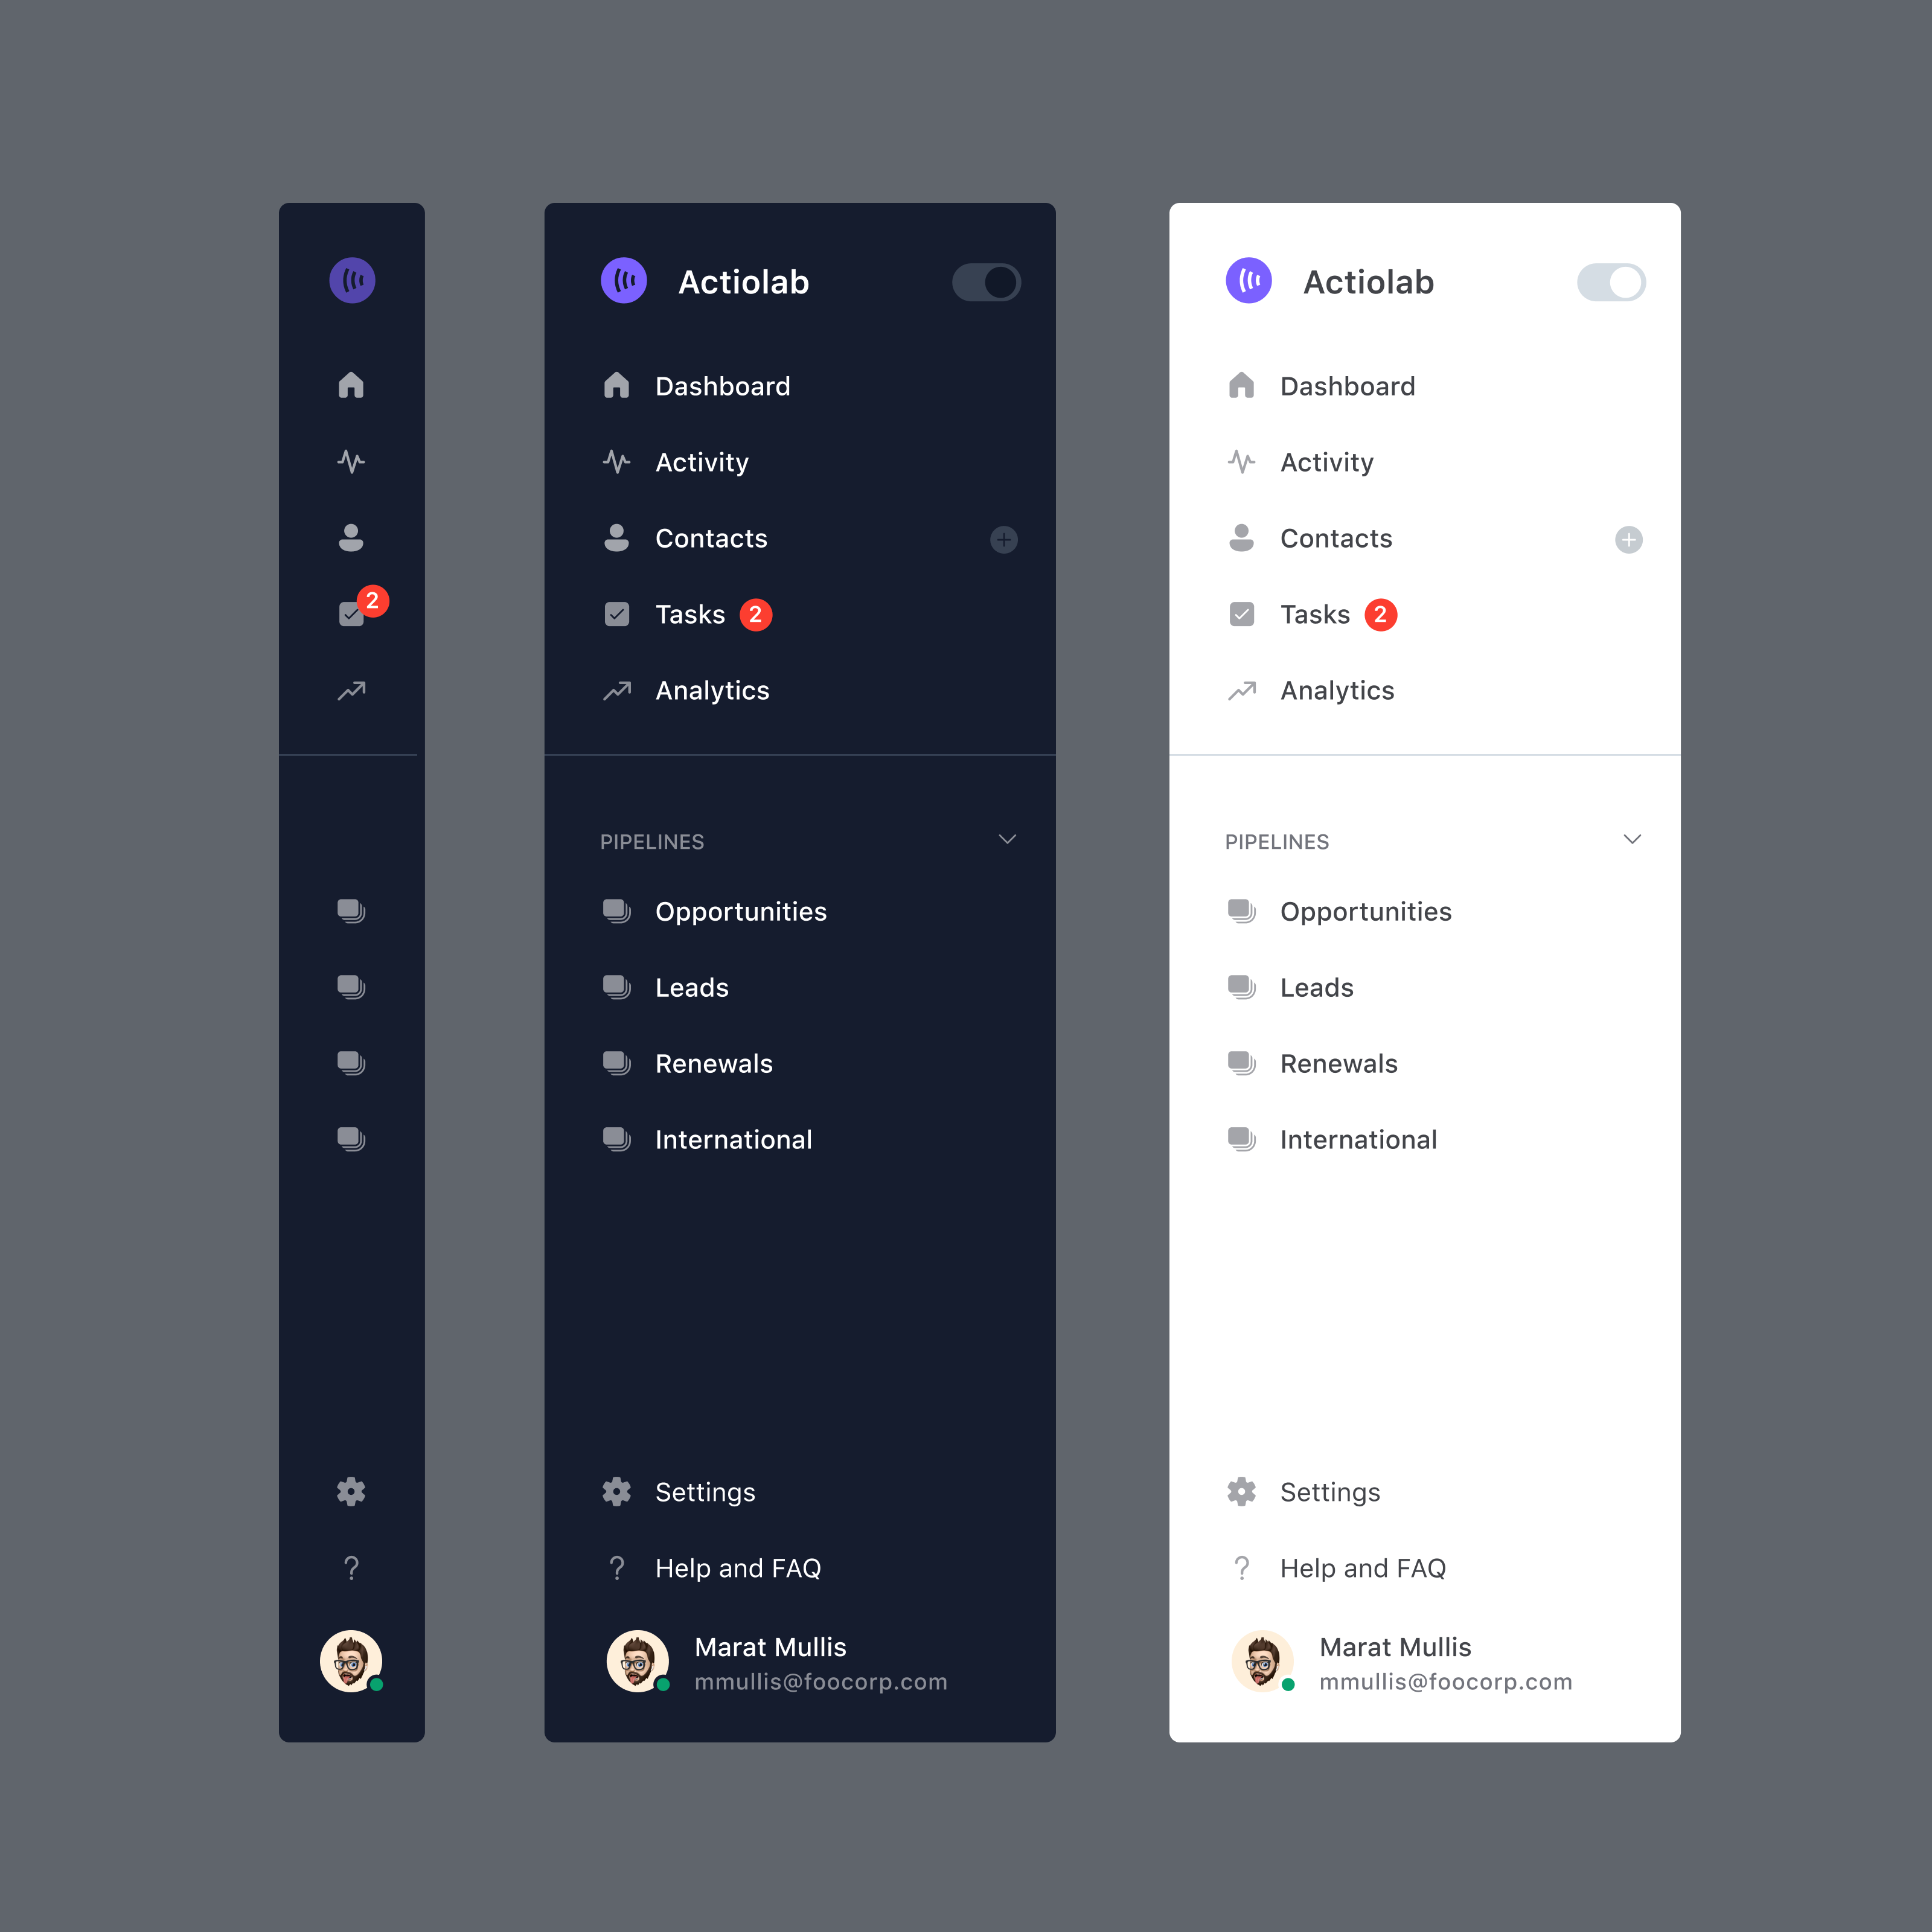 2
Actiolab
Dashboard
Activity
Contacts
Tasks 2
Analytics
PIPELINES
Opportunities
Leads
Renewals
International
Settings
Help and FAQ
Marat Mullis
mmullis@foocorp.com
Actiolab
Dashboard
Activity
Contacts
Tasks 2
Analytics
PIPELINES
Opportunities
Leads
Renewals
International
Settings
Help and FAQ
Marat Mullis
mmullis@foocorp.com